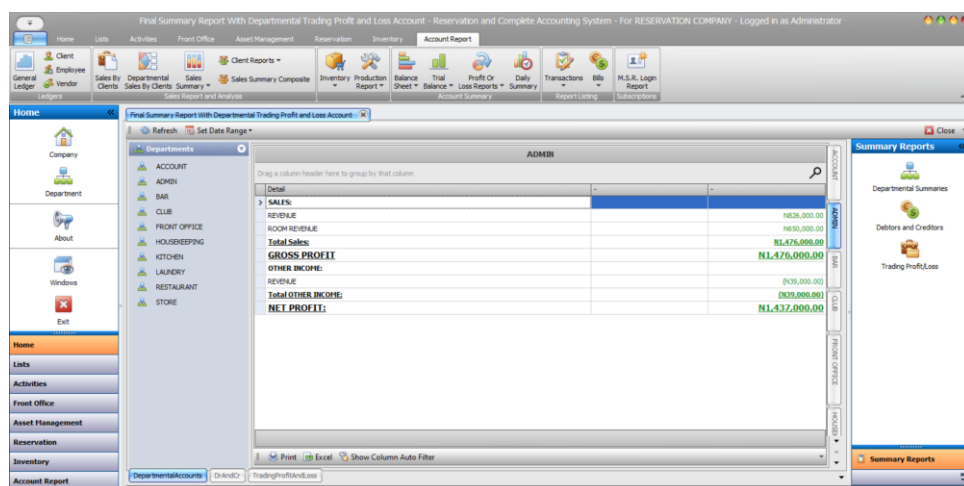 Final Summary Report With Departmental Trading Profit and Loss Account - Reservation and Complete Accounting System - For RESERVATION COMPANY - Logged in as Administrator
Home Lists Activities Front Office Asset Management Reservation Inventory Account Report
General Ledger
Client
Employee
Vendor
Sales By Clients
Departmental Sales By Clients
Sales Summary
Client Reports
Sales Summary Composite
Inventory
Production Report
Balance Sheet
Trial Balance
Profit Or Loss Reports
Daily Summary
Transactions
Bills
M.S.R. Login Report
Ledgers
Sales Report and Analysis
Account Summary
Report Listing
Subscriptions
Home
Company
Department
About
Windows
Exit
Home
Lists
Activities
Front Office
Asset Management
Reservation
Inventory
Account Report
Final Summary Report With Departmental Trading Profit and Loss Account
Refresh Set Date Range
Close
Departments
ACCOUNT
ADMIN
BAR
CLUB
FRONT OFFICE
HOUSEKEEPING
KITCHEN
LAUNDRY
RESTAURANT
STORE
ADMIN
Drag a column header here to group by that column
Detail - -
SALES:
REVENUE ₦826,000.00
ROOM REVENUE ₦650,000.00
Total Sales: ₦1,476,000.00
GROSS PROFIT ₦1,476,000.00
OTHER INCOME:
REVENUE (₦39,000.00)
Total OTHER INCOME: (₦39,000.00)
NET PROFIT: ₦1,437,000.00
ACCOUNT
ADMIN
BAR
CLUB
FRONT OFFICE
Print Excel Show Column Auto Filter
DepartmentalAccounts DrAndCr TradingProfitAndLoss
Summary Reports
Departmental Summaries
Debtors and Creditors
Trading Profit/Loss
Summary Reports